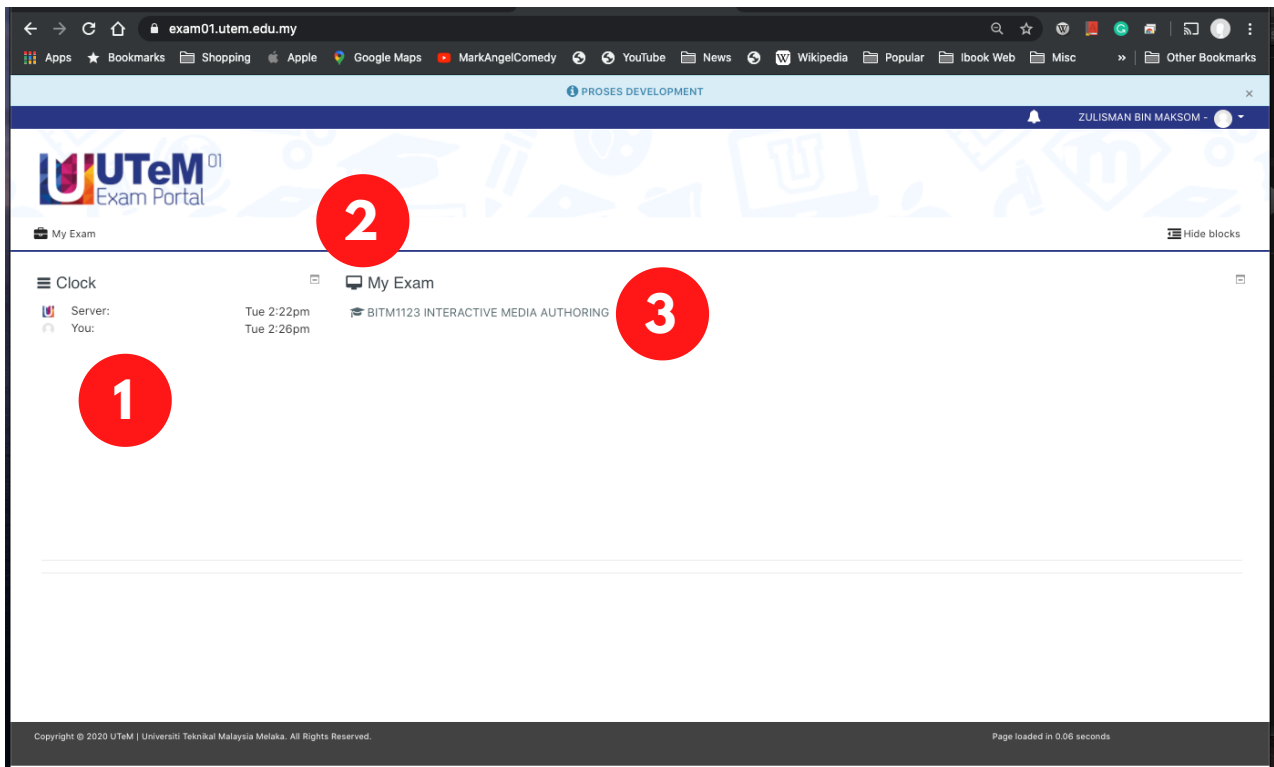 exam01.utem.edu.my
Apps Bookmarks Shopping Apple Google Maps MarkAngelComedy YouTube News Wikipedia Popular Ibook Web Misc » Other Bookmarks
PROSES DEVELOPMENT ×
ZULISMAN BIN MAKSOM -
UTeM 01
Exam Portal
2
My Exam Hide blocks
Clock
My Exam
Server: Tue 2:22pm
You: Tue 2:26pm
BITM1123 INTERACTIVE MEDIA AUTHORING
3
1
Copyright © 2020 UTeM | Universiti Teknikal Malaysia Melaka. All Rights Reserved. Page loaded in 0.06 seconds